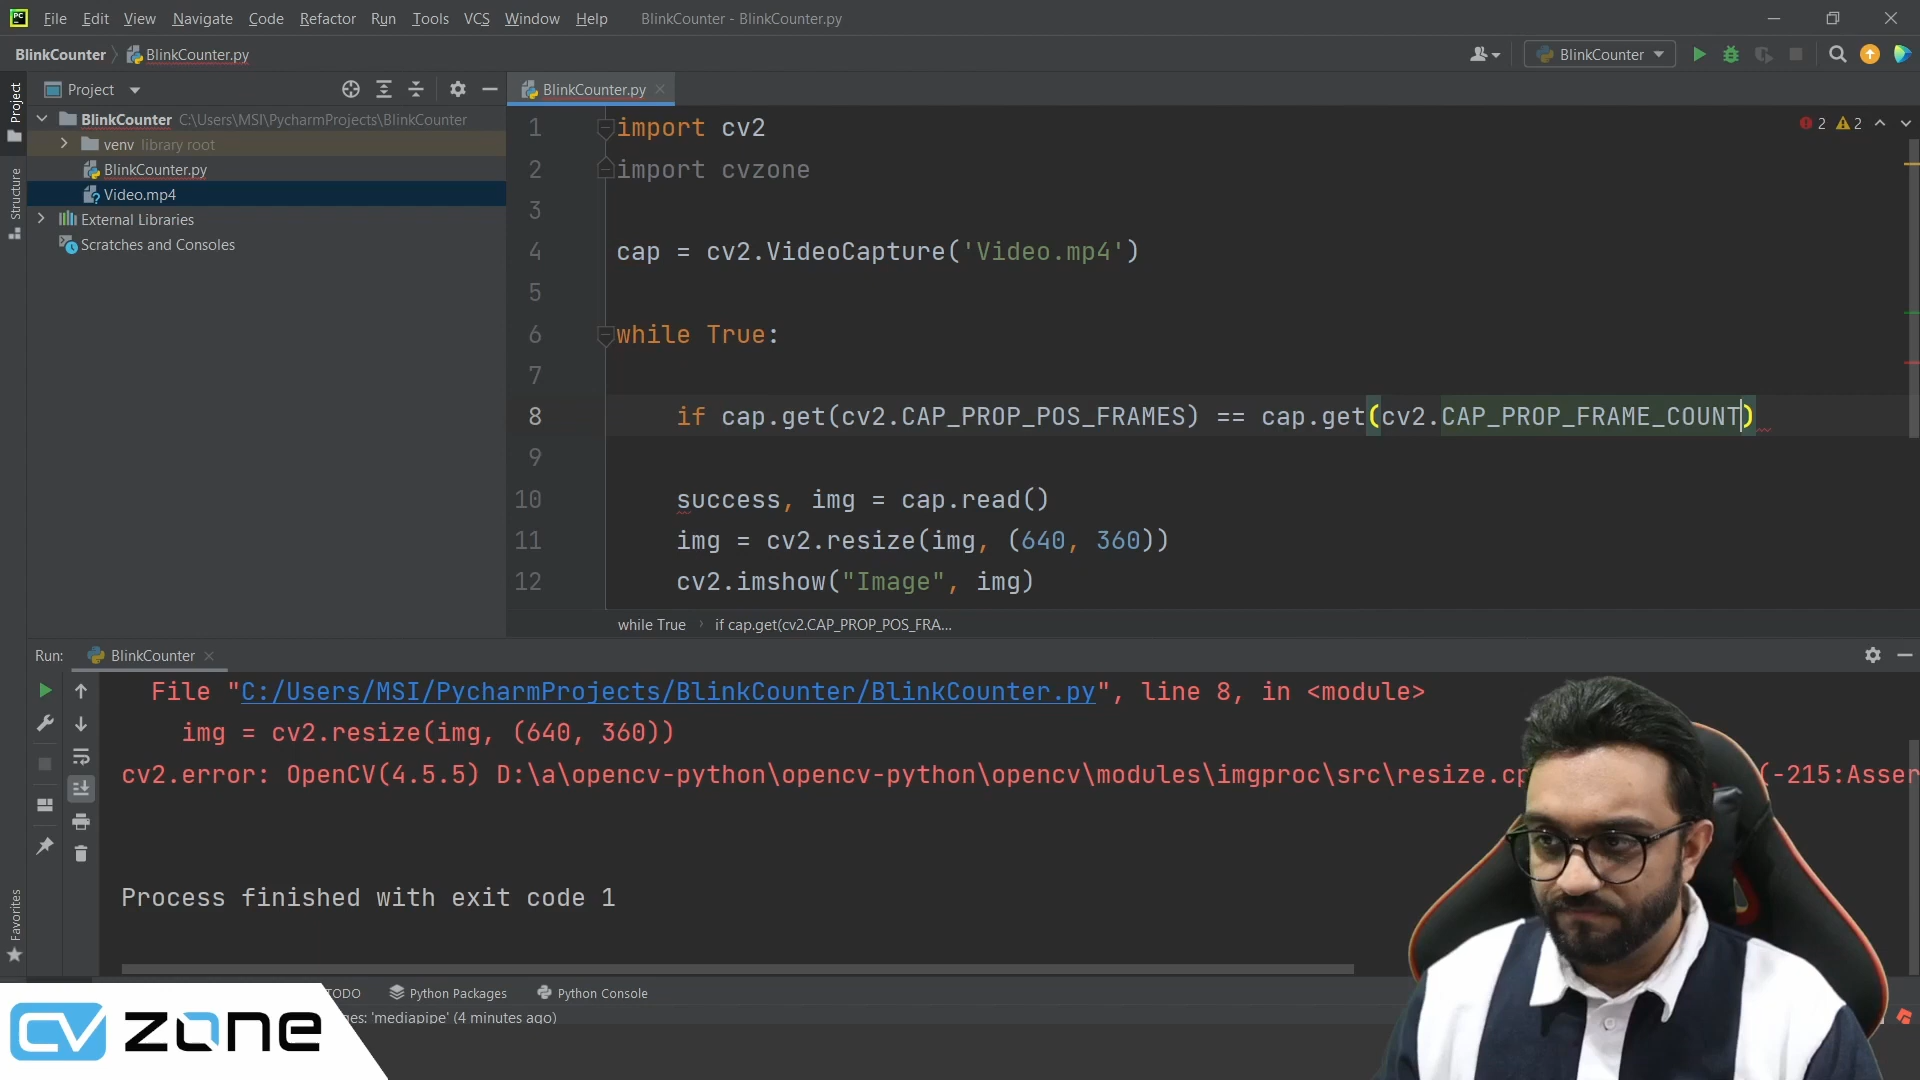 File Edit View Navigate Code Refactor Run Tools VCS Window Help BlinkCounter - BlinkCounter.py
BlinkCounter BlinkCounter.py BlinkCounter
Project
Project
BlinkCounter.py
BlinkCounter C:\Users\MSI\PycharmProjects\BlinkCounter
venv library root
BlinkCounter.py
Video.mp4
External Libraries
Scratches and Consoles
Structure
2 2
1 import cv2
2 import cvzone
3
4 cap = cv2.VideoCapture('Video.mp4')
5
6 while True:
7
8 if cap.get(cv2.CAP_PROP_POS_FRAMES) == cap.get(cv2.CAP_PROP_FRAME_COUNT)
9
10 success, img = cap.read()
11 img = cv2.resize(img, (640, 360))
12 cv2.imshow("Image", img)
while True if cap.get(cv2.CAP_PROP_POS_FRA...
Run: BlinkCounter
File "C:/Users/MSI/PycharmProjects/BlinkCounter/BlinkCounter.py", line 8, in <module>
img = cv2.resize(img, (640, 360))
cv2.error: OpenCV(4.5.5) D:\a\opencv-python\opencv-python\opencv\modules\imgproc\src\resize.cp (-215:Asser
Process finished with exit code 1
Favorites
TODO Python Packages Python Console
'mediapipe' (4 minutes ago)
CV zone